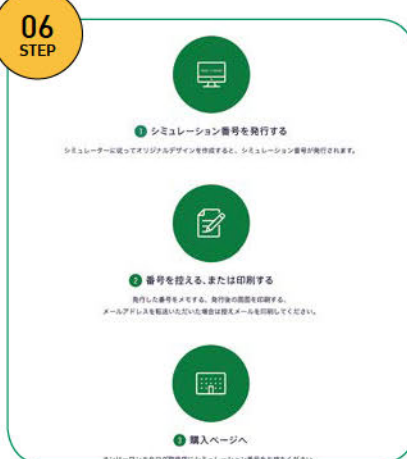 06
STEP
1 シミュレーション番号を発行する
シミュレーターに従ってオリジナルデザインを作成すると、シミュレーション番号が発行されます。
2 番号を控える、または印刷する
発行した番号をメモする、発行後の画面を印刷する、
メールアドレスを転送いただいた場合は控えメールを印刷してください。
3 購入ページへ